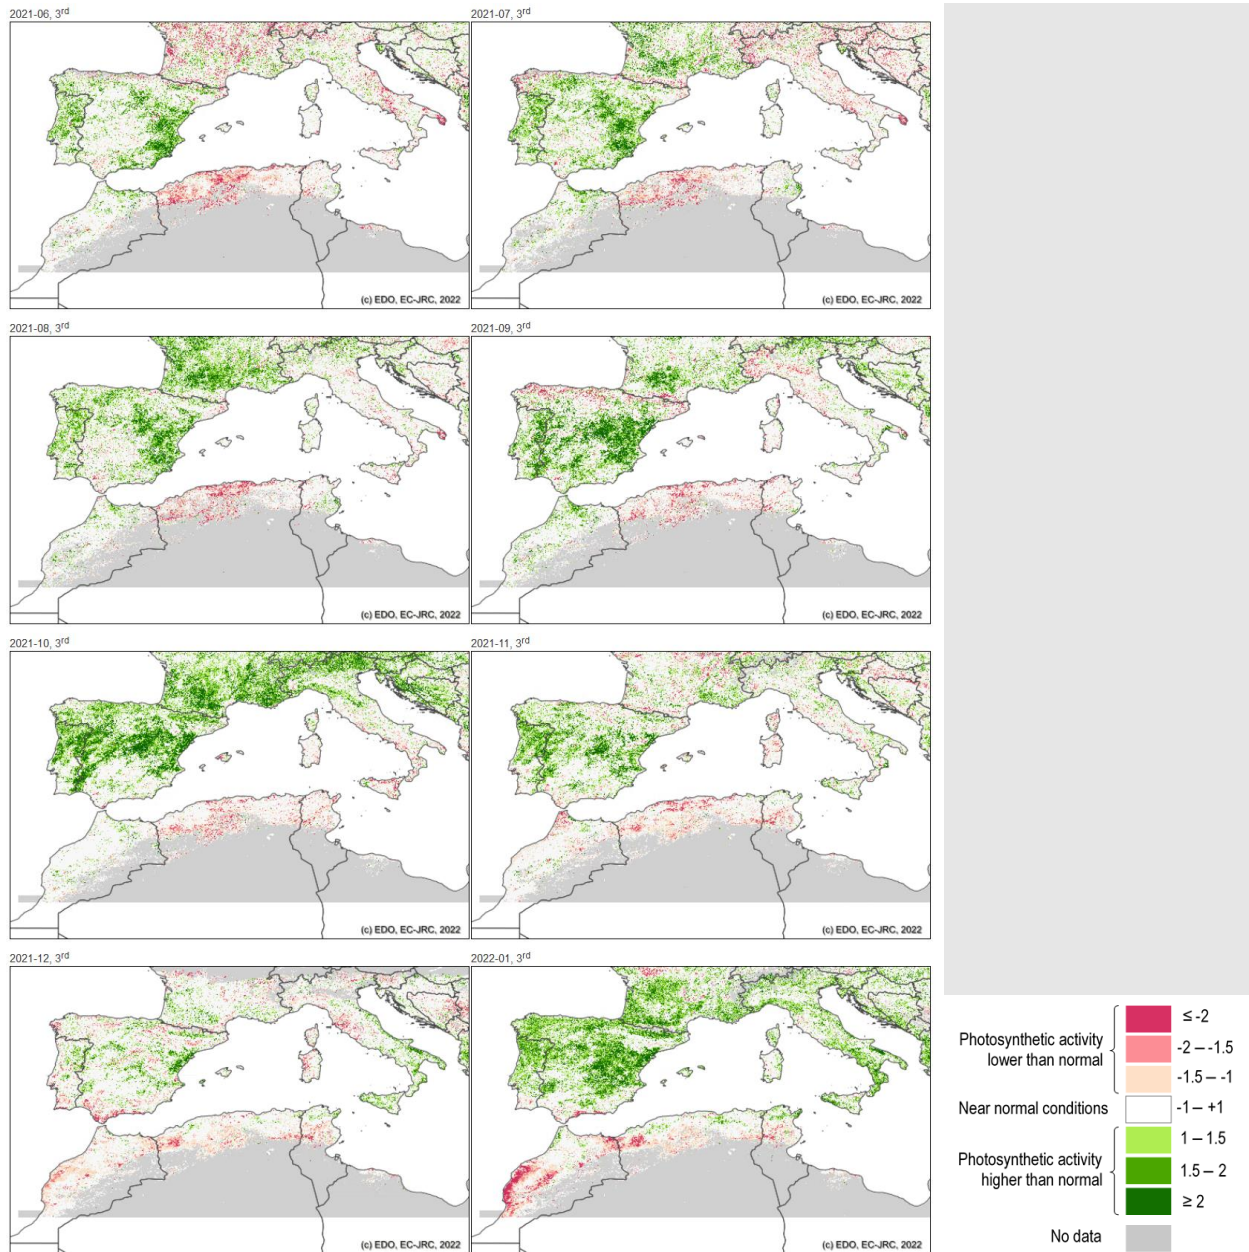 2021-06, 3rd
2021-07, 3rd
(c) EDO, EC-JRC, 2022
(c) EDO, EC-JRC, 2022
2021-08, 3rd
2021-09, 3rd
(c) EDO, EC-JRC, 2022
(c) EDO, EC-JRC, 2022
2021-10, 3rd
2021-11, 3rd
(c) EDO, EC-JRC, 2022
(c) EDO, EC-JRC, 2022
2021-12, 3rd
2022-01, 3rd
(c) EDO, EC-JRC, 2022
(c) EDO, EC-JRC, 2022
Photosynthetic activity
lower than normal
≤ -2
-2 – -1.5
-1.5 – -1
Near normal conditions
-1 – +1
Photosynthetic activity
higher than normal
1 – 1.5
1.5 – 2
≥ 2
No data